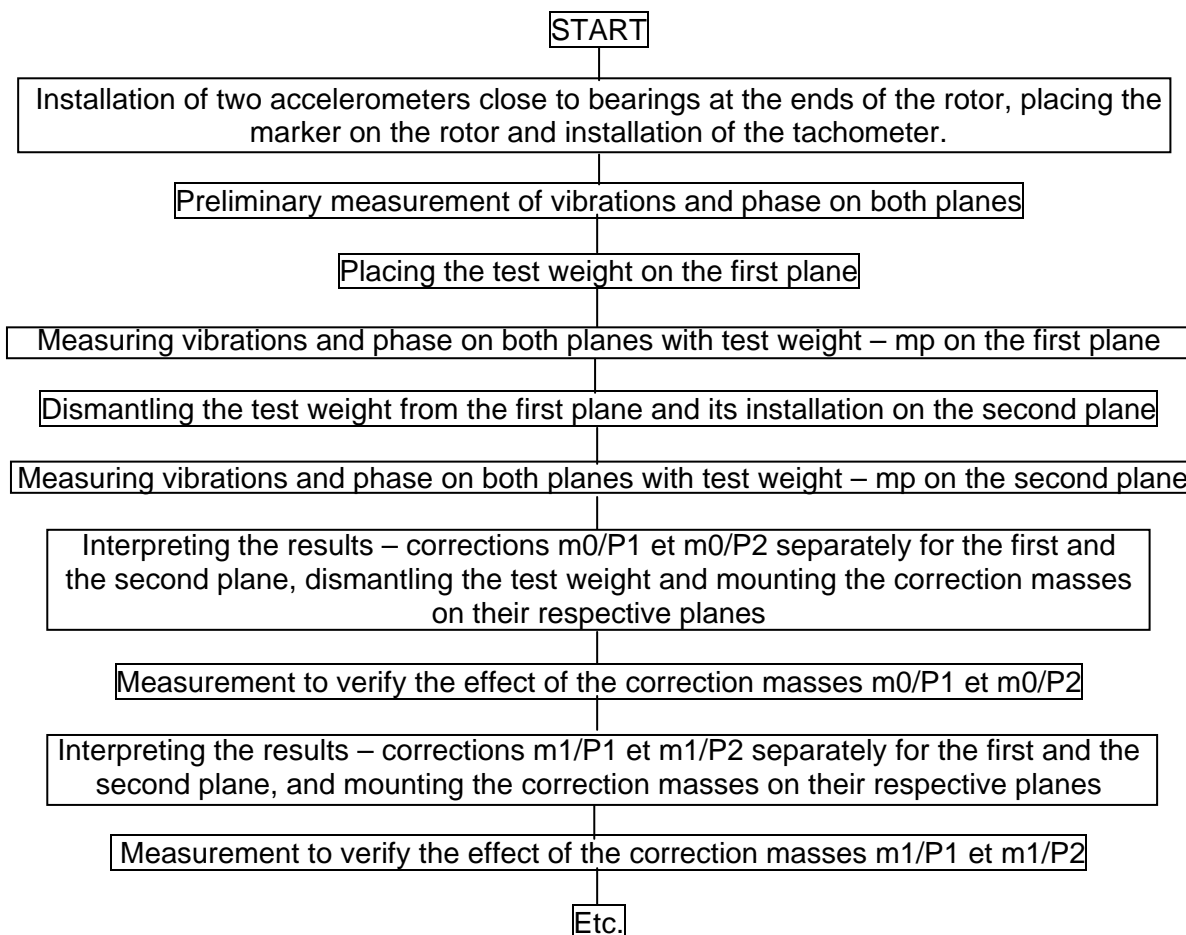 START
Installation of two accelerometers close to bearings at the ends of the rotor, placing the
marker on the rotor and installation of the tachometer.
Preliminary measurement of vibrations and phase on both planes
Placing the test weight on the first plane
Measuring vibrations and phase on both planes with test weight – mp on the first plane
Dismantling the test weight from the first plane and its installation on the second plane
Measuring vibrations and phase on both planes with test weight – mp on the second plane
Interpreting the results – corrections m0/P1 et m0/P2 separately for the first and
the second plane, dismantling the test weight and mounting the correction masses
on their respective planes
Measurement to verify the effect of the correction masses m0/P1 et m0/P2
Interpreting the results – corrections m1/P1 et m1/P2 separately for the first and the
second plane, and mounting the correction masses on their respective planes
Measurement to verify the effect of the correction masses m1/P1 et m1/P2
Etc.